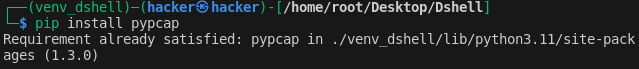 ┌──(venv_dshell)─(hacker㉿hacker)-[/home/root/Desktop/Dshell]
└─$ pip install pypcap
Requirement already satisfied: pypcap in ./venv_dshell/lib/python3.11/site-pack
ages (1.3.0)